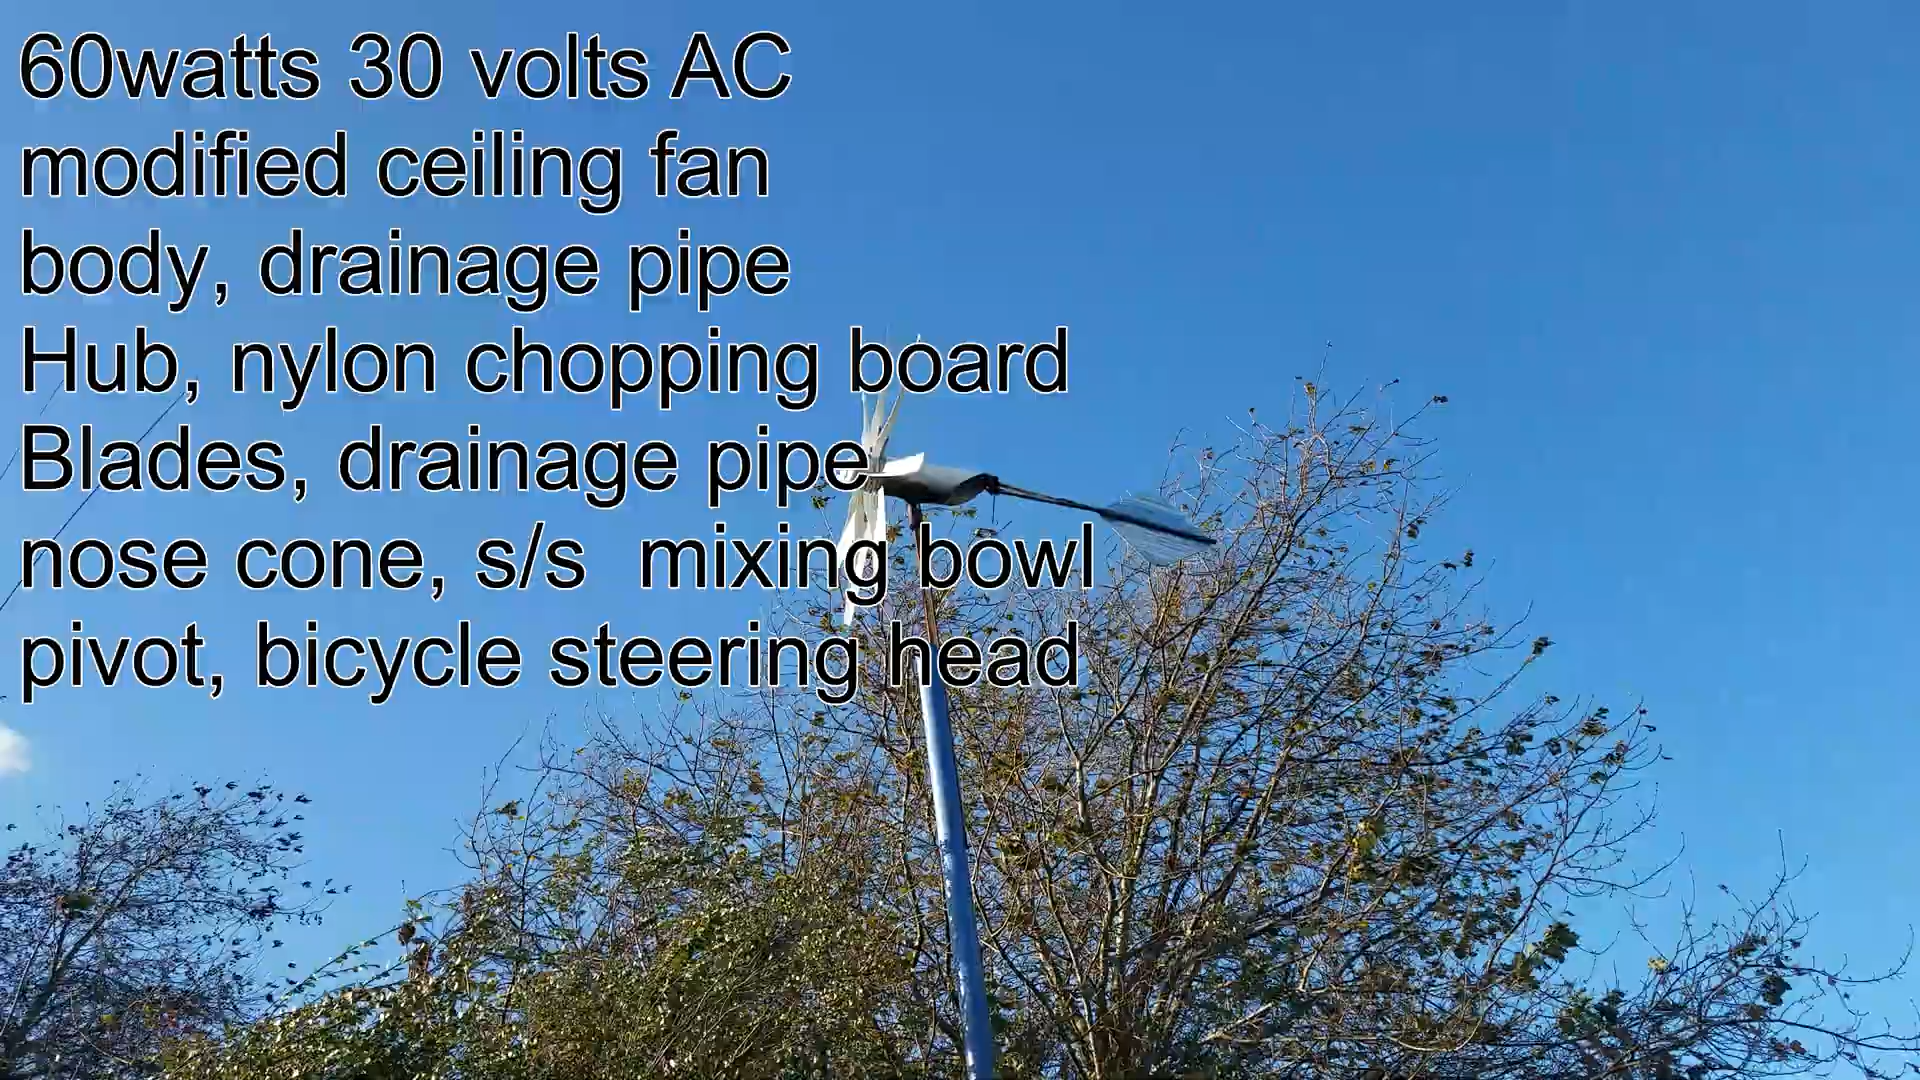 60watts 30 volts AC
modified ceiling fan
body, drainage pipe
Hub, nylon chopping board
Blades, drainage pipe
nose cone, s/s  mixing bowl
pivot, bicycle steering head